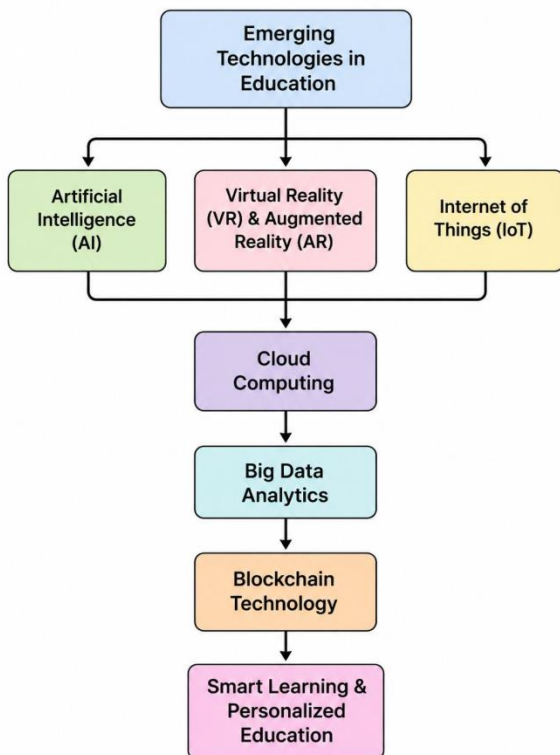 Emerging
Technologies in
Education
Artificial
Intelligence
(AI)
Virtual Reality
(VR) & Augmented
Reality (AR)
Internet of
Things (IoT)
Cloud
Computing
Big Data
Analytics
Blockchain
Technology
Smart Learning &
Personalized
Education